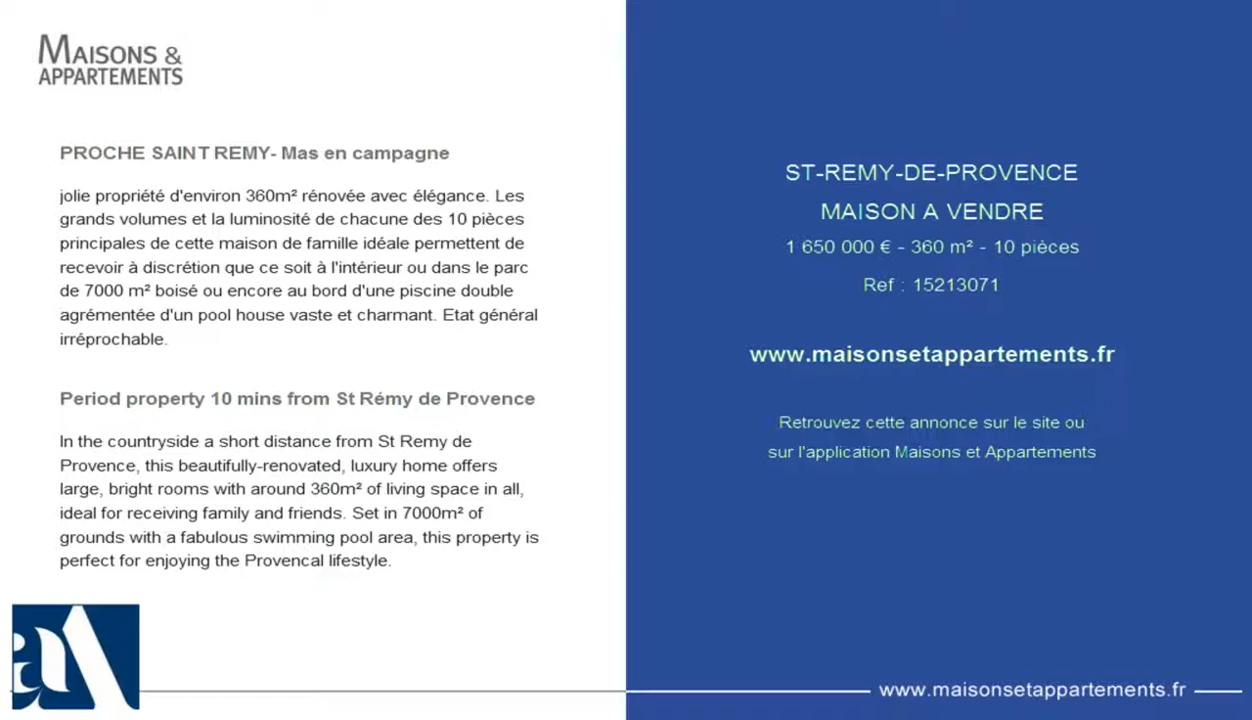 MAISONS &
APPARTEMENTS
PROCHE SAINT REMY- Mas en campagne
jolie propriété d'environ 360m² rénovée avec élégance. Les
grands volumes et la luminosité de chacune des 10 pièces
principales de cette maison de famille idéale permettent de
recevoir à discrétion que ce soit à l'intérieur ou dans le parc
de 7000 m² boisé ou encore au bord d'une piscine double
agrémentée d'un pool house vaste et charmant. Etat général
irréprochable.
Period property 10 mins from St Rémy de Provence
In the countryside a short distance from St Remy de
Provence, this beautifully-renovated, luxury home offers
large, bright rooms with around 360m² of living space in all,
ideal for receiving family and friends. Set in 7000m² of
grounds with a fabulous swimming pool area, this property is
perfect for enjoying the Provencal lifestyle.
aA
ST-REMY-DE-PROVENCE
MAISON A VENDRE
1 650 000 € - 360 m² - 10 pièces
Ref : 15213071
www.maisonsetappartements.fr
Retrouvez cette annonce sur le site ou
sur l'application Maisons et Appartements
www.maisonsetappartements.fr